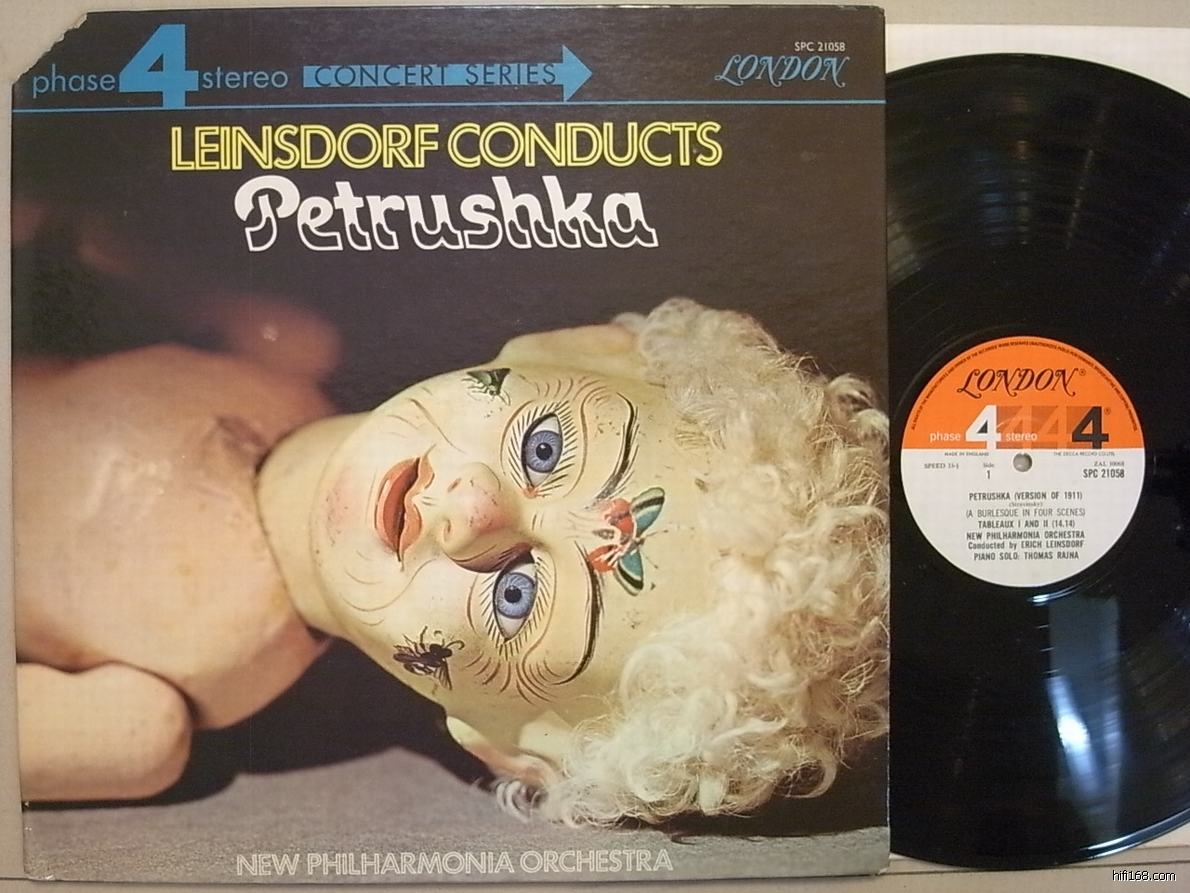 SPC 21058
phase 4 stereo CONCERT SERIES LONDON
LEINSDORF CONDUCTS
Petrushka
NEW PHILHARMONIA ORCHESTRA
LONDON®
phase 4 stereo 444®
MADE IN ENGLAND THE DECCA RECORD CO LTD.
SPEED 33⅓ Side ZAL 10068
1 SPC 21058
PETRUSHKA (VERSION OF 1911)
(Stravinsky)
(A BURLESQUE IN FOUR SCENES)
TABLEAUX I AND II (14.14)
NEW PHILHARMONIA ORCHESTRA
Conducted by ERICH LEINSDORF
PIANO SOLO: THOMAS RAJNA
hifi168.com